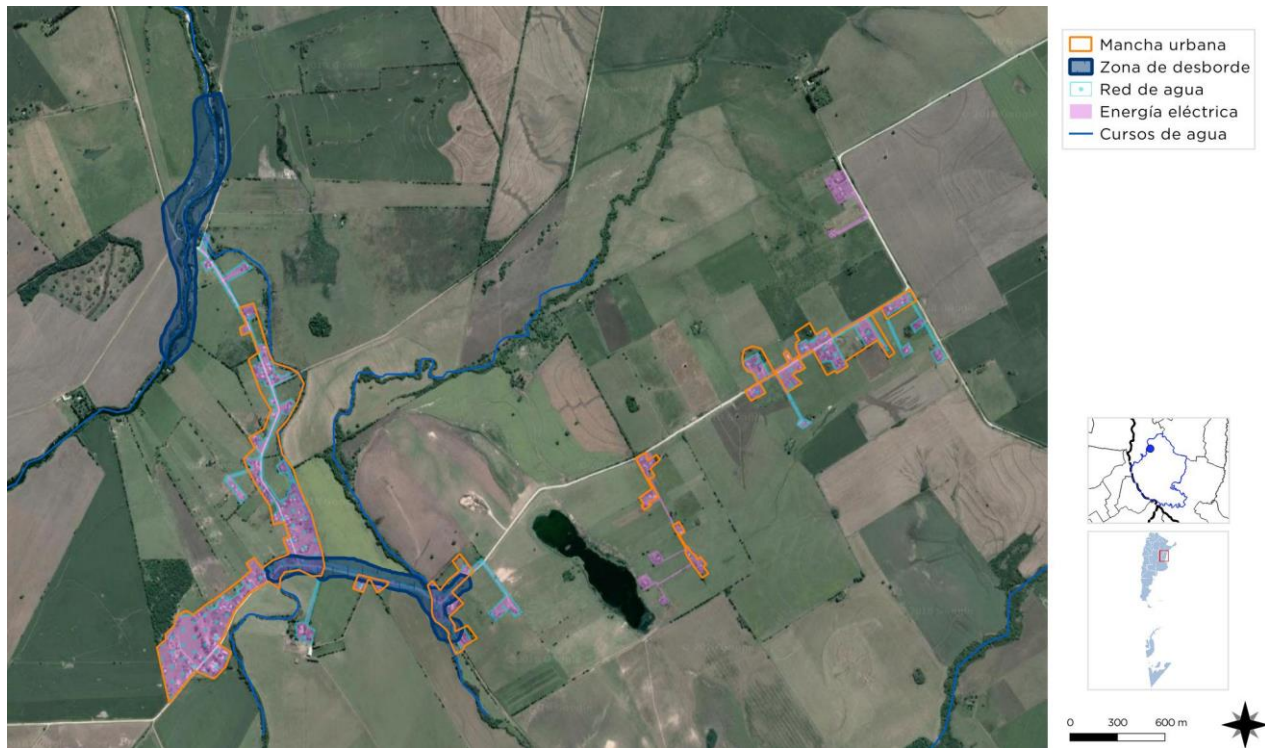 Mancha urbana
Zona de desborde
Red de agua
Energía eléctrica
Cursos de agua
0 300 600 m